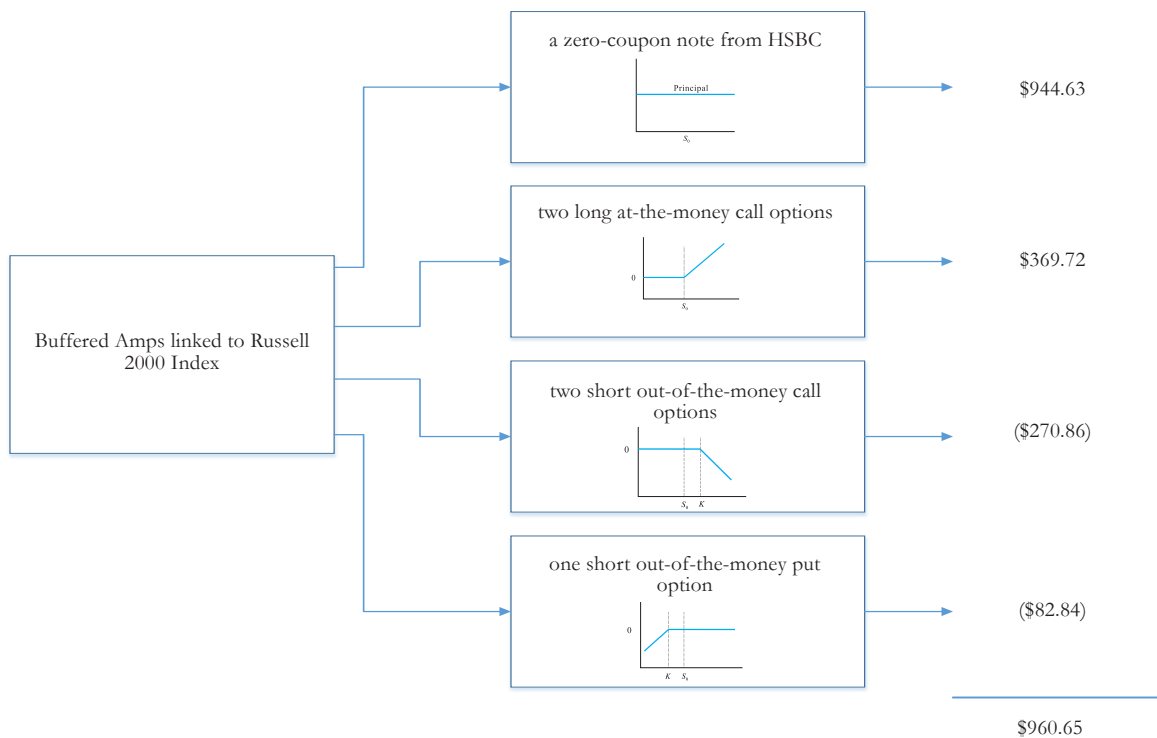 a zero-coupon note from HSBC
Principal
S₀
$944.63
two long at-the-money call options
0
S₀
$369.72
Buffered Amps linked to Russell
2000 Index
two short out-of-the-money call
options
0
S₀ K
($270.86)
one short out-of-the-money put
option
0
K S₀
($82.84)
$960.65